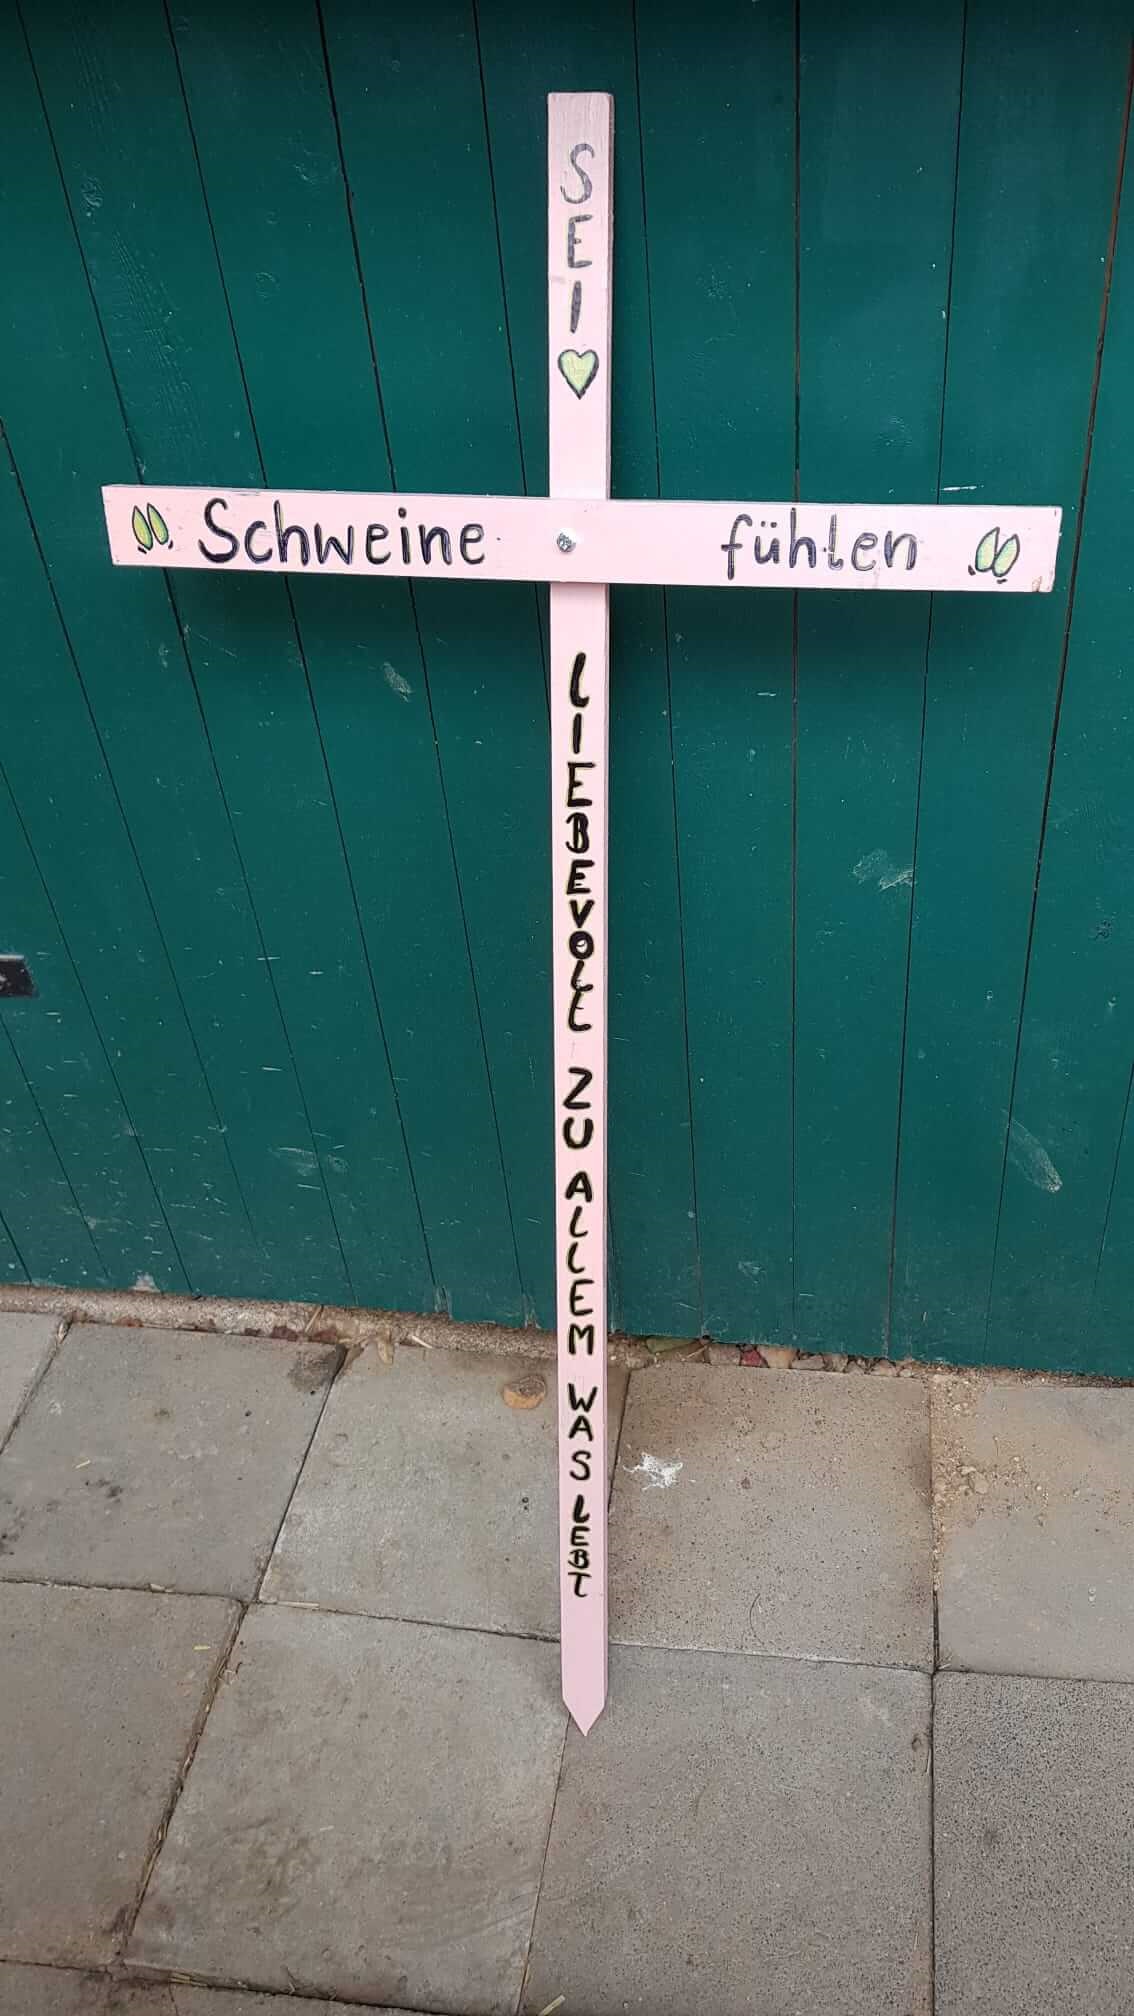 SEI
Schweine fühlen
LIEBEVOLL ZU ALLEM WAS LEBT